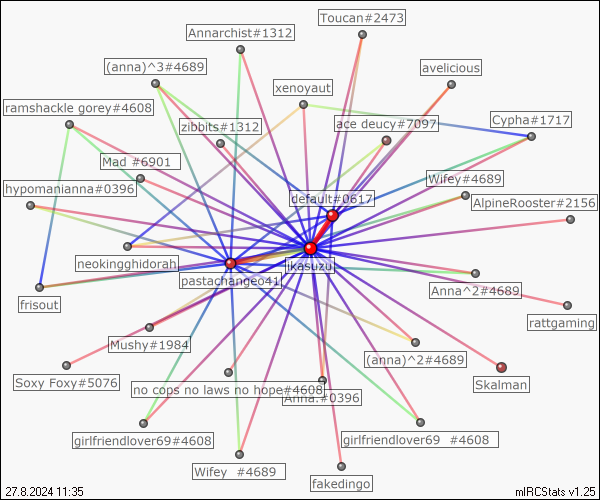 Toucan#2473
Annarchist#1312
(anna)^3#4689
avelicious
xenoyaut
ramshackle gorey#4608
zibbits#1312
ace deucy#7097
Cypha#1717
Mad #6901
Wifey#4689
hypomanianna#0396
default#0617
AlpineRooster#2156
neokingghidorah
jkasuzu
pastachangeo41
Anna^2#4689
frisout
rattgaming
Mushy#1984
(anna)^2#4689
Soxy Foxy#5076
no cops no laws no hope#4608
Skalman
Anna.#0396
girlfriendlover69#4608
girlfriendlover69 #4608
Wifey #4689
fakedingo
27.8.2024 11:35
mIRCStats v1.25